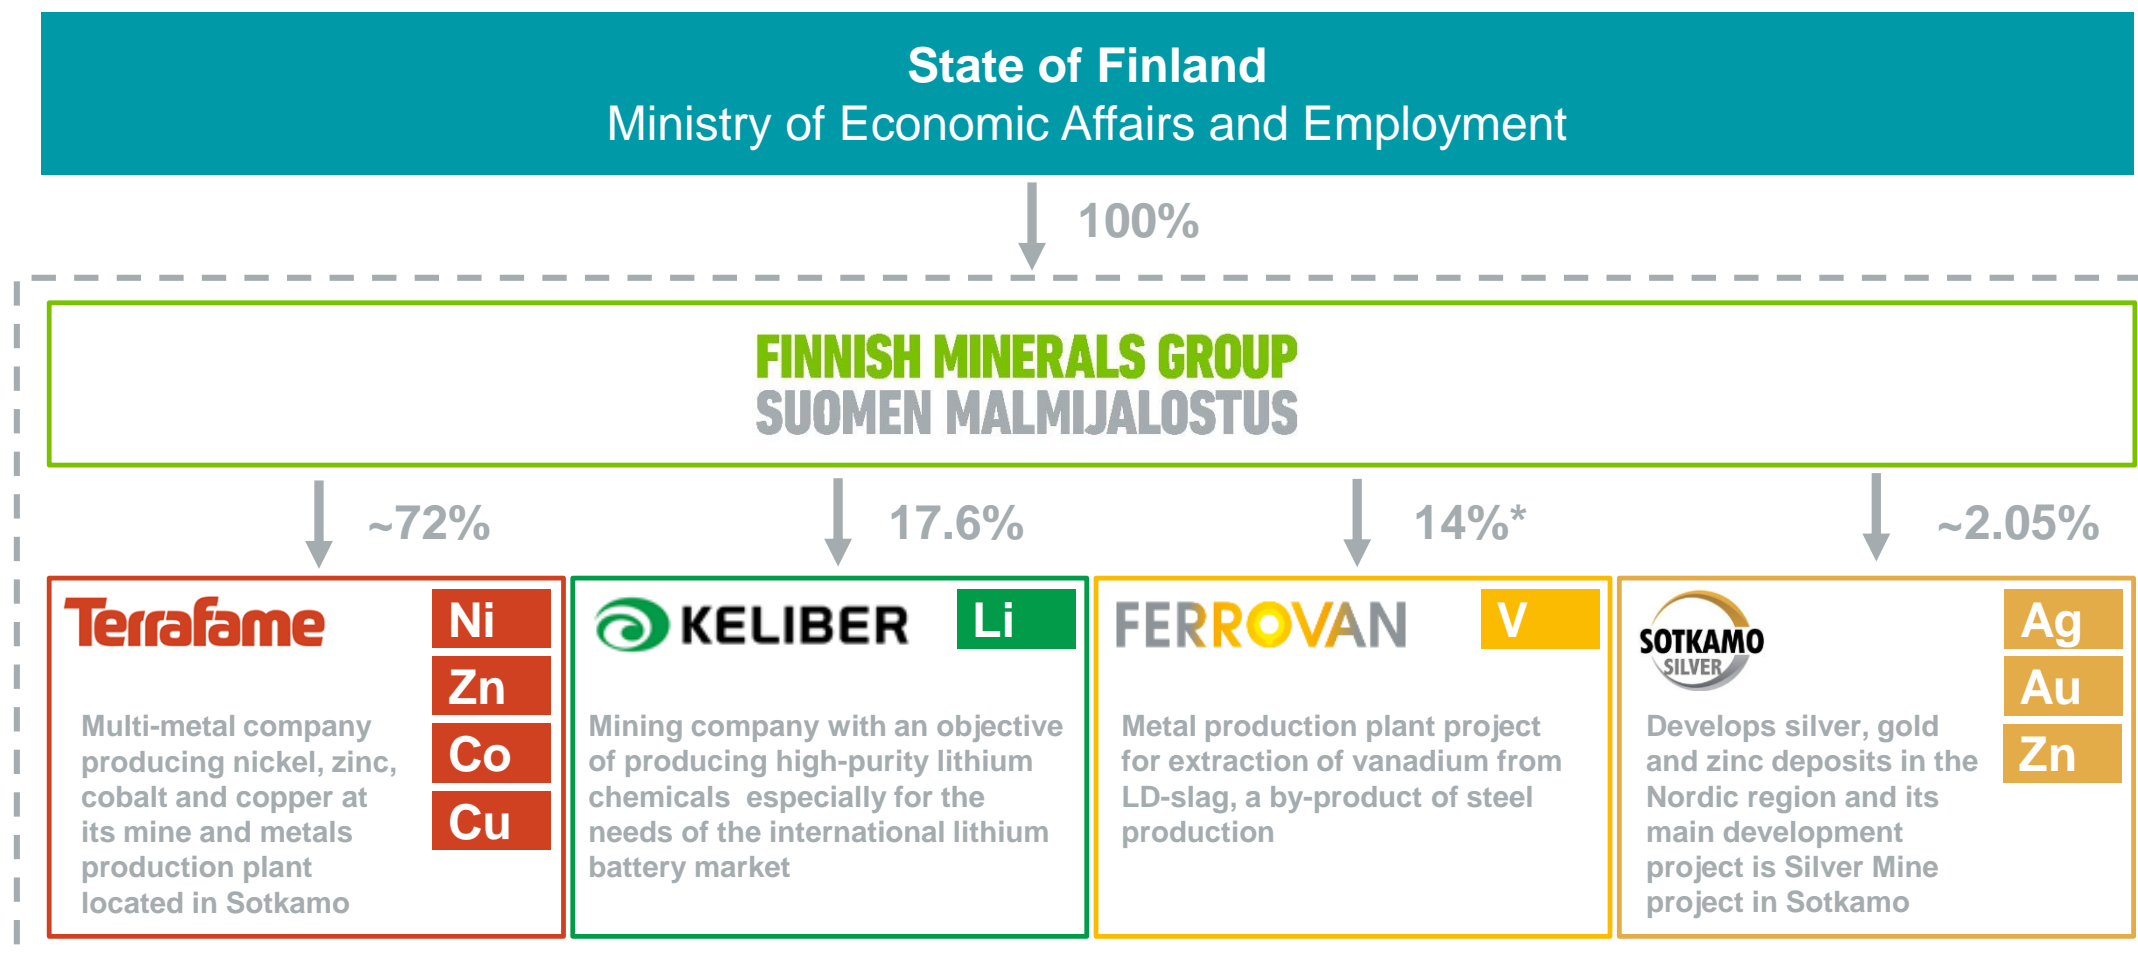 State of Finland
Ministry of Economic Affairs and Employment
100%
FINNISH MINERALS GROUP
SUOMEN MALMIJALOSTUS
~72%
17.6%
14%*
~2.05%
Terrafame
Ni
Zn
Co
Cu
Multi-metal company
producing nickel, zinc,
cobalt and copper at
its mine and metals
production plant
located in Sotkamo
KELIBER
Li
Mining company with an objective
of producing high-purity lithium
chemicals  especially for the
needs of the international lithium
battery market
FERROVAN
V
Metal production plant project
for extraction of vanadium from
LD-slag, a by-product of steel
production
SOTKAMO
SILVER
Ag
Au
Zn
Develops silver, gold
and zinc deposits in the
Nordic region and its
main development
project is Silver Mine
project in Sotkamo